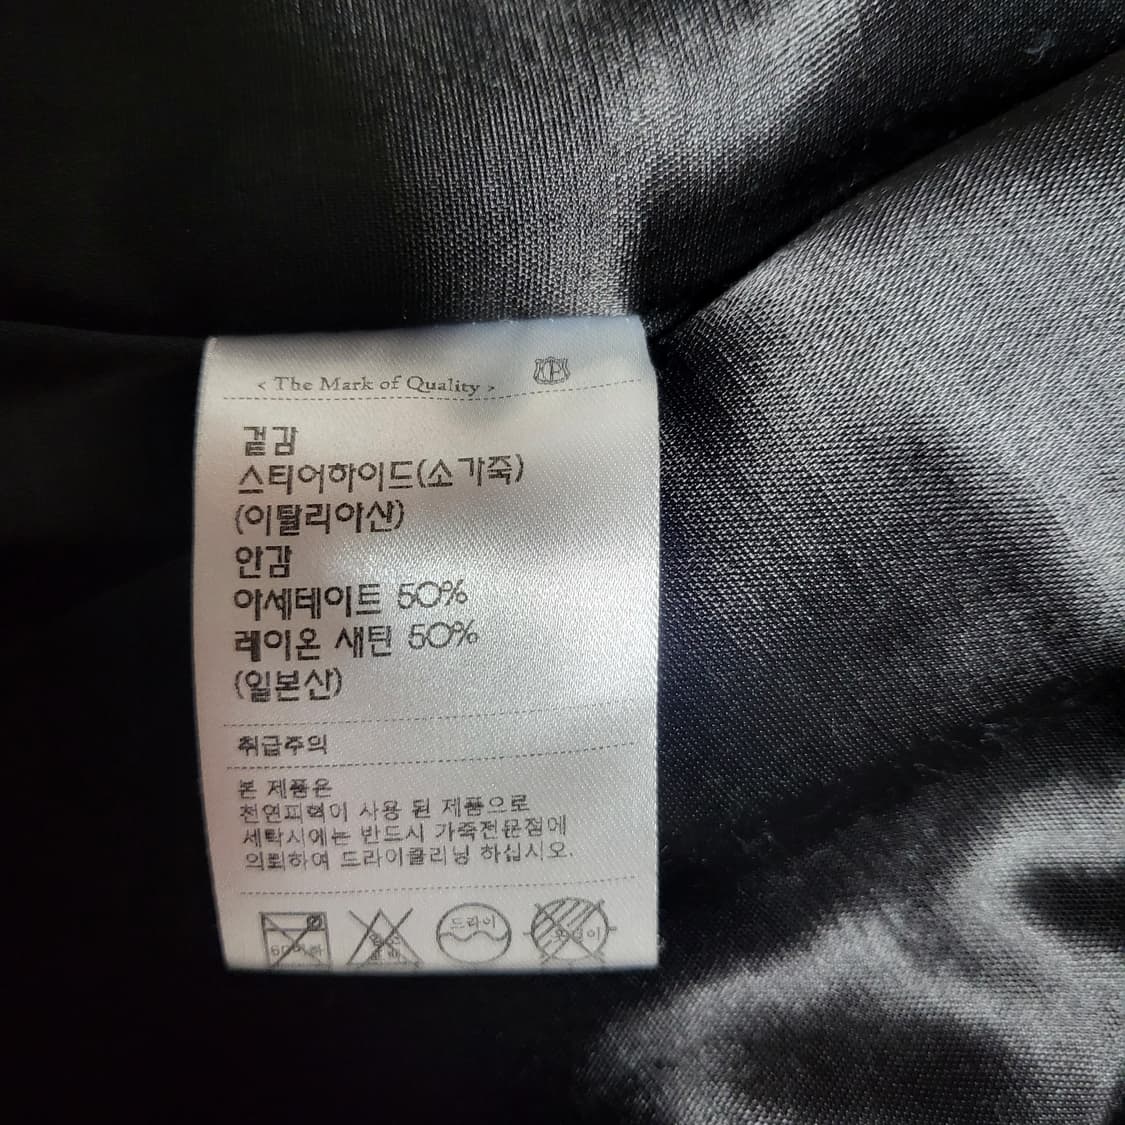 < The Mark of Quality >
겉감
스티어하이드(소가죽)
(이탈리아산)
안감
아세테이트 50%
레이온 새틴 50%
(일본산)
취급주의
본 제품은
천연피혁이 사용 된 제품으로
세탁시에는 반드시 가죽전문점에
의뢰하여 드라이클리닝 하십시오.
드라이